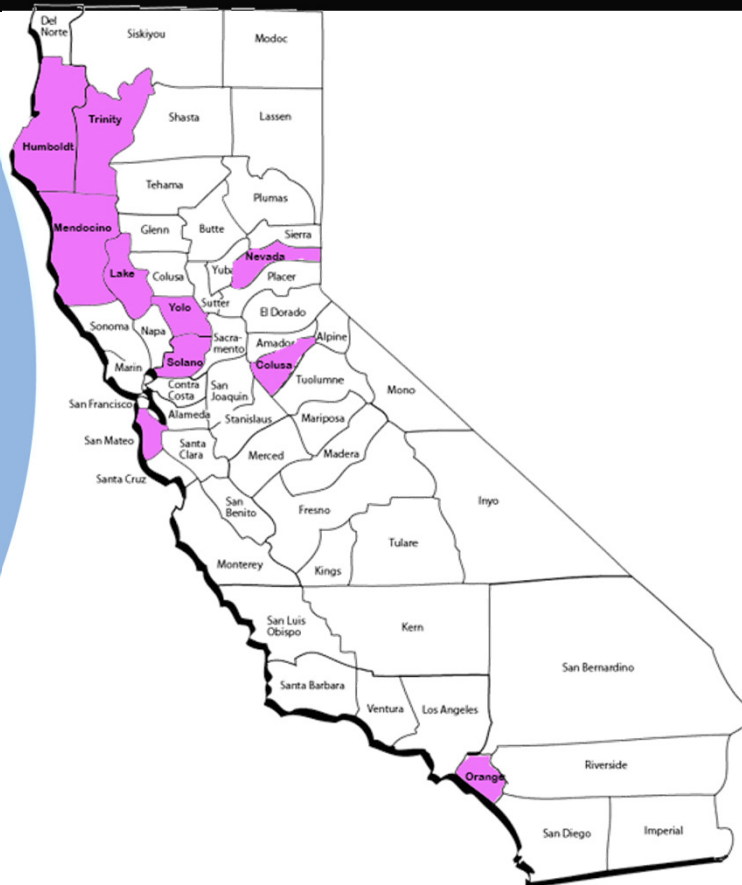 Del
Norte
Siskiyou
Modoc
Humboldt
Trinity
Shasta
Lassen
Tehama
Plumas
Mendocino
Glenn
Butte
Sierra
Nevada
Lake
Colusa
Yuba
Placer
Yolo
Sutter
El Dorado
Sonoma
Napa
Sacra-
mento
Amador
Alpine
Marin
Solano
Colusa
Tuolumne
Mono
Contra
Costa
San
Joaquin
San Francisco
Alameda
Stanislaus
Mariposa
San Mateo
Santa
Clara
Merced
Madera
Santa Cruz
San
Benito
Fresno
Inyo
Tulare
Monterey
Kings
San Luis
Obispo
Kern
San Bernardino
Santa Barbara
Ventura
Los Angeles
Orange
Riverside
San Diego
Imperial